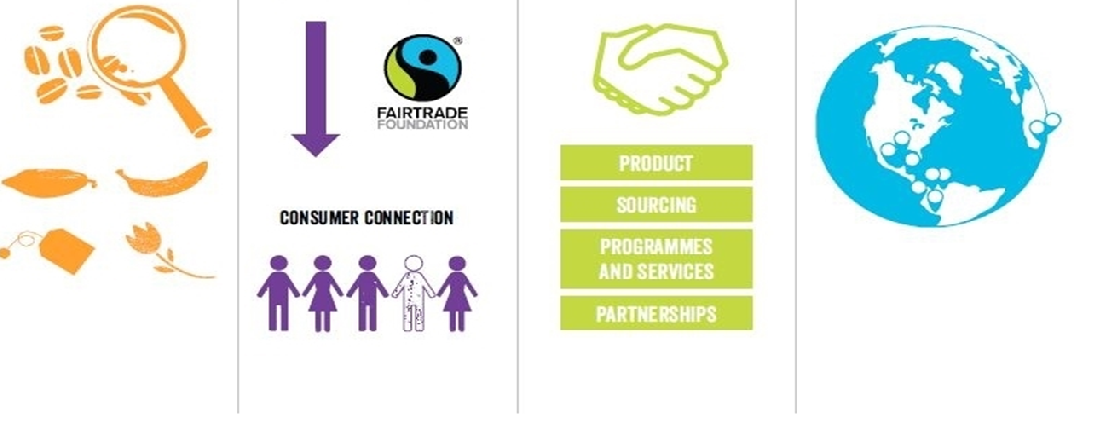 ®
FAIRTRADE
FOUNDATION
CONSUMER CONNECTION
PRODUCT
SOURCING
PROGRAMMES
AND SERVICES
PARTNERSHIPS